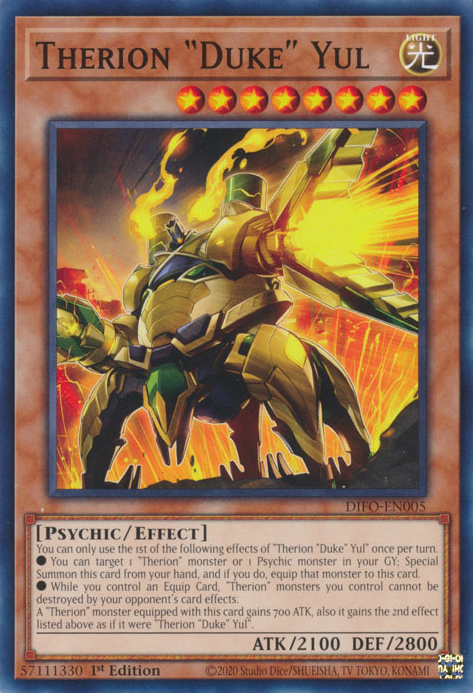 Therion "Duke" Yul
LIGHT
光
DIFO-EN005
[Psychic/Effect]
You can only use the 1st of the following effects of "Therion "Duke" Yul" once per turn.
● You can target 1 "Therion" monster or 1 Psychic monster in your GY; Special
Summon this card from your hand, and if you do, equip that monster to this card.
● While you control an Equip Card, "Therion" monsters you control cannot be
destroyed by your opponent's card effects.
A "Therion" monster equipped with this card gains 700 ATK, also it gains the 2nd effect
listed above as if it were "Therion "Duke" Yul".
ATK/2100 DEF/2800
57111330 1st Edition ©2020 Studio Dice/SHUEISHA, TV TOKYO, KONAMI